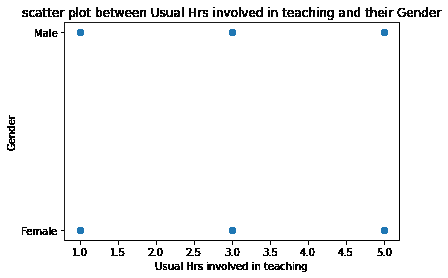 scatter plot between Usual Hrs involved in teaching and their Gender
Male
Gender
Female
1.0 1.5 2.0 2.5 3.0 3.5 4.0 4.5 5.0
Usual Hrs involved in teaching